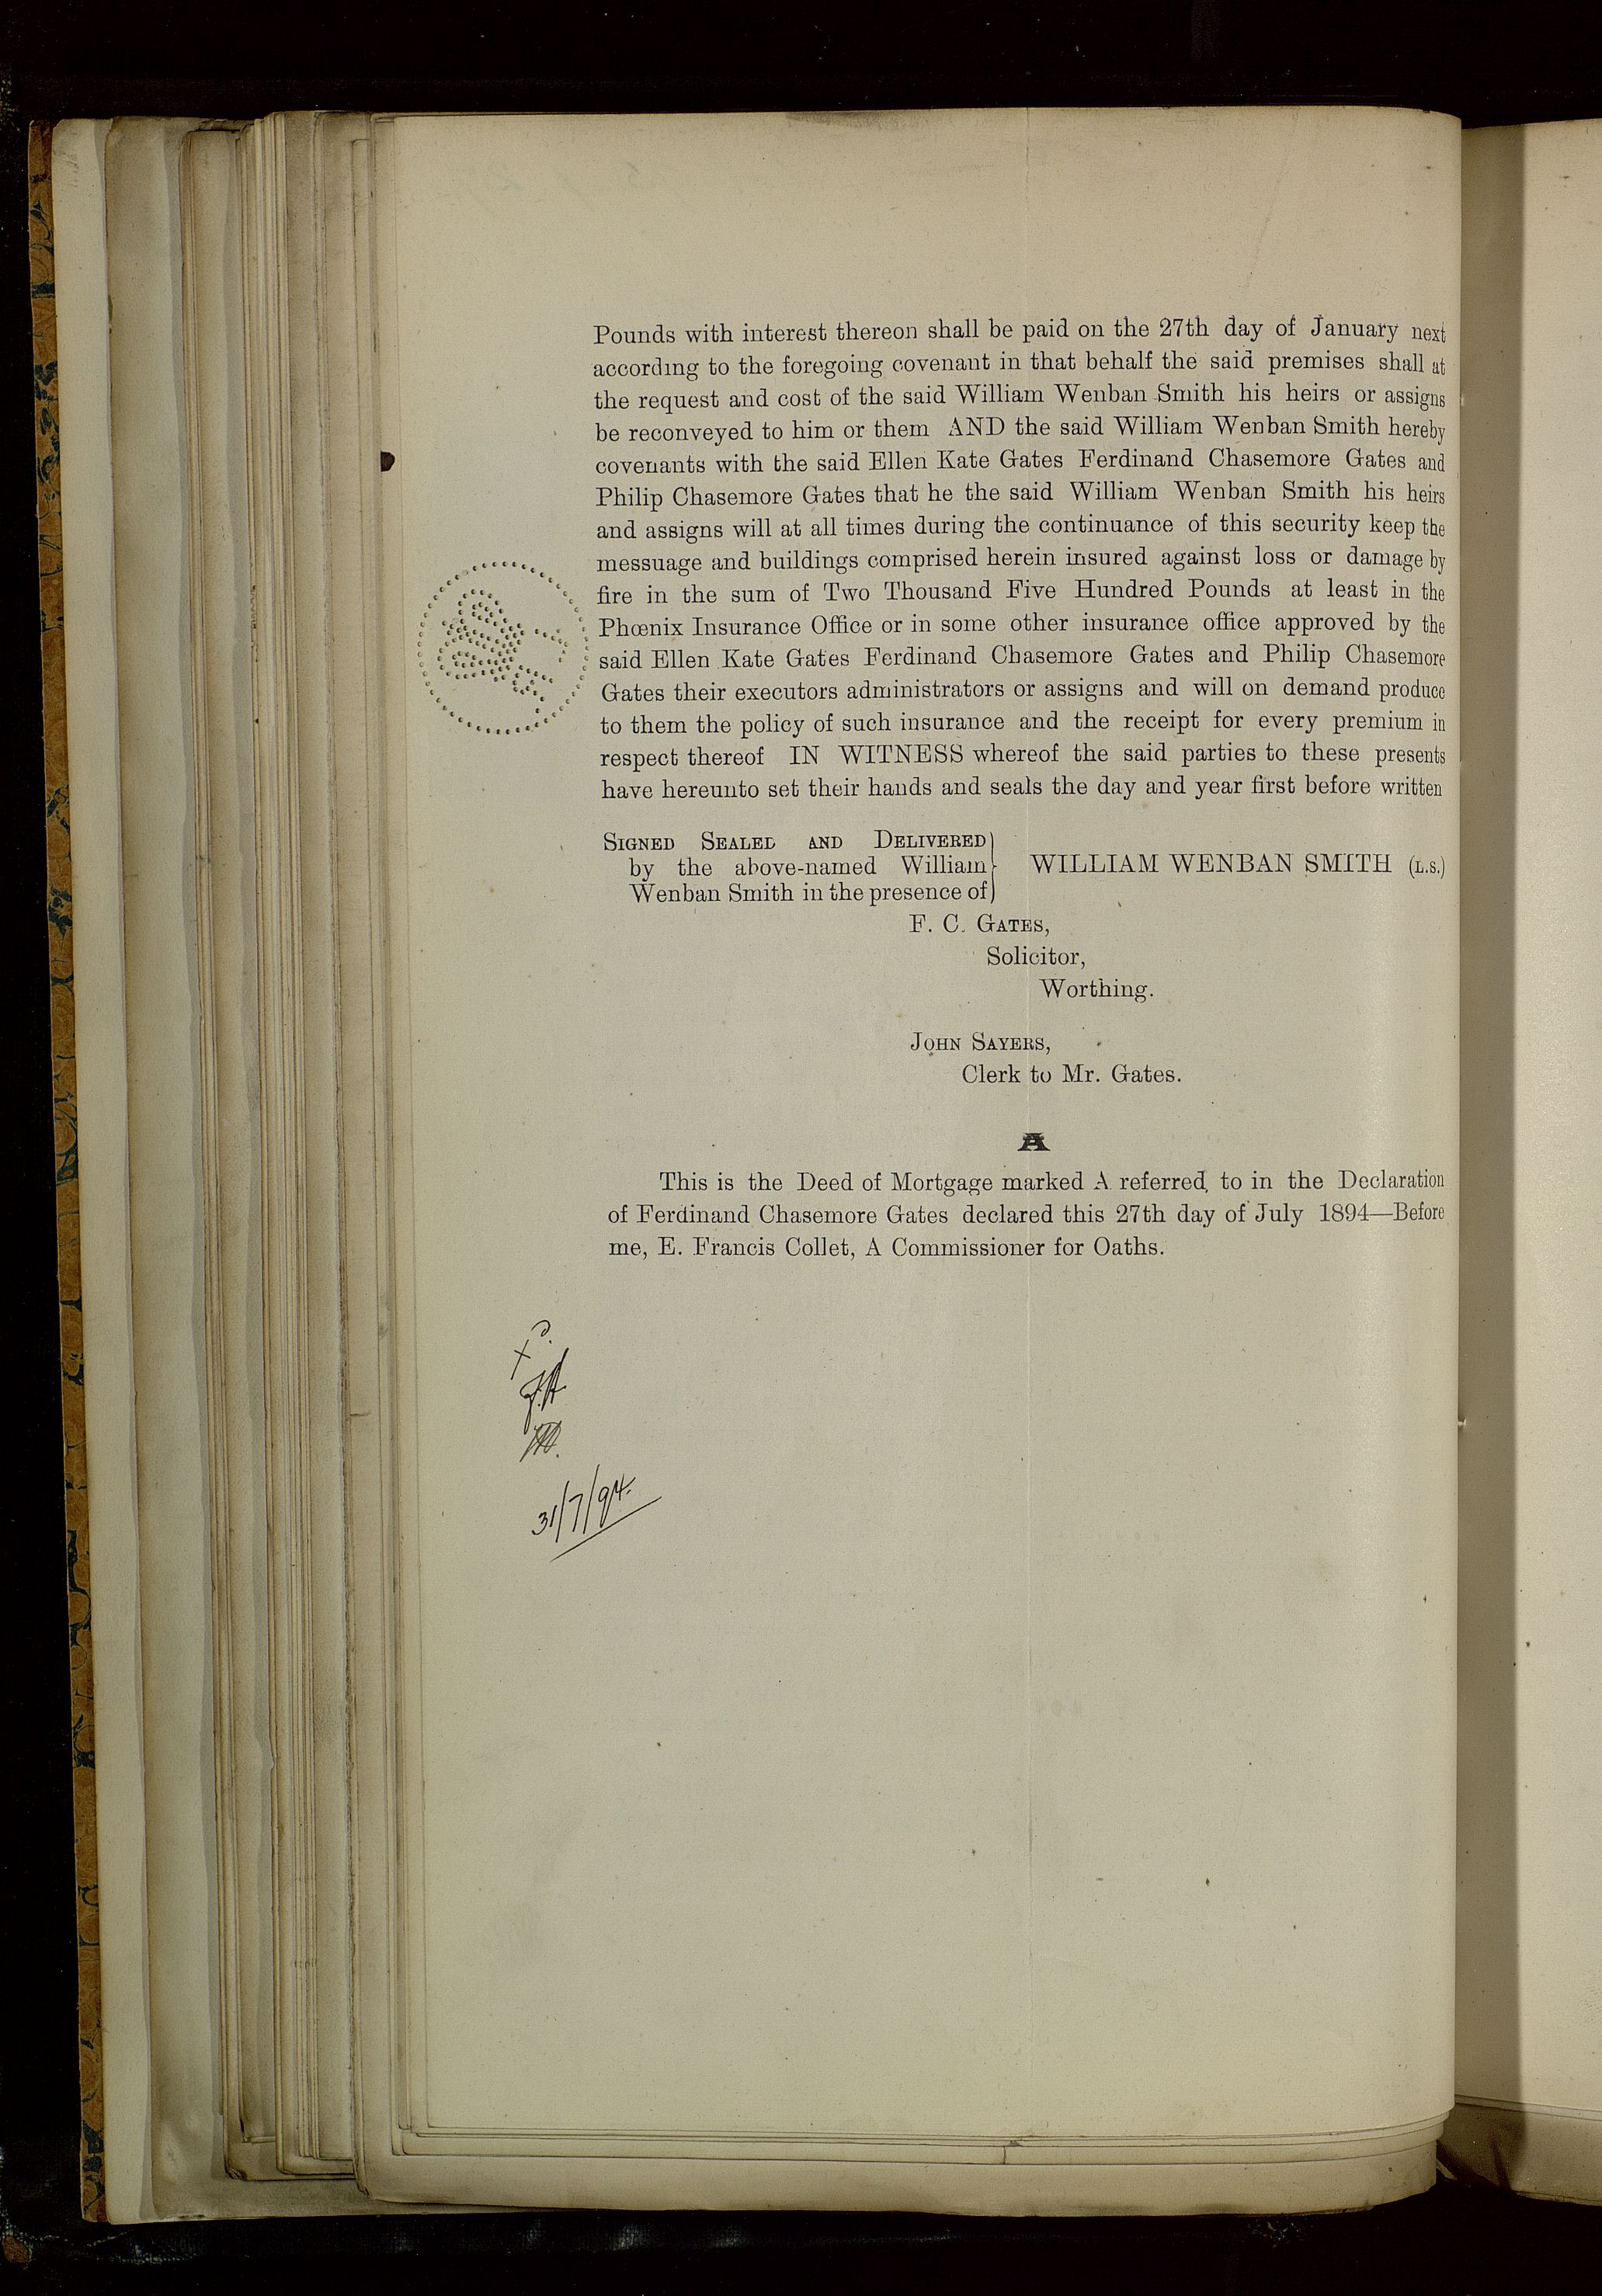 Pounds with interest thereon shall be paid on the 27th day of January next
according to the foregoing covenant in that behalf the said premises shall at
the request and cost of the said William Wenban Smith his heirs or assigns
be reconveyed to him or them AND the said William Wenban Smith hereby
covenants with the said Ellen Kate Gates Ferdinand Chasemore Gates and
Philip Chasemore Gates that he the said William Wenban Smith his heirs
and assigns will at all times during the continuance of this security keep the
messuage and buildings comprised herein insured against loss or damage by
fire in the sum of Two Thousand Five Hundred Pounds at least in the
Phœnix Insurance Office or in some other insurance office approved by the
said Ellen Kate Gates Ferdinand Chasemore Gates and Philip Chasemore
Gates their executors administrators or assigns and will on demand produce
to them the policy of such insurance and the receipt for every premium in
respect thereof IN WITNESS whereof the said parties to these presents
have hereunto set their hands and seals the day and year first before written
SIGNED SEALED AND DELIVERED
by the above-named William
Wenban Smith in the presence of
WILLIAM WENBAN SMITH (L.S.)
F. C. GATES,
Solicitor,
Worthing.
JOHN SAYERS,
Clerk to Mr. Gates.
A
This is the Deed of Mortgage marked A referred to in the Declaration
of Ferdinand Chasemore Gates declared this 27th day of July 1894—Before
me, E. Francis Collet, A Commissioner for Oaths.
31/7/94.